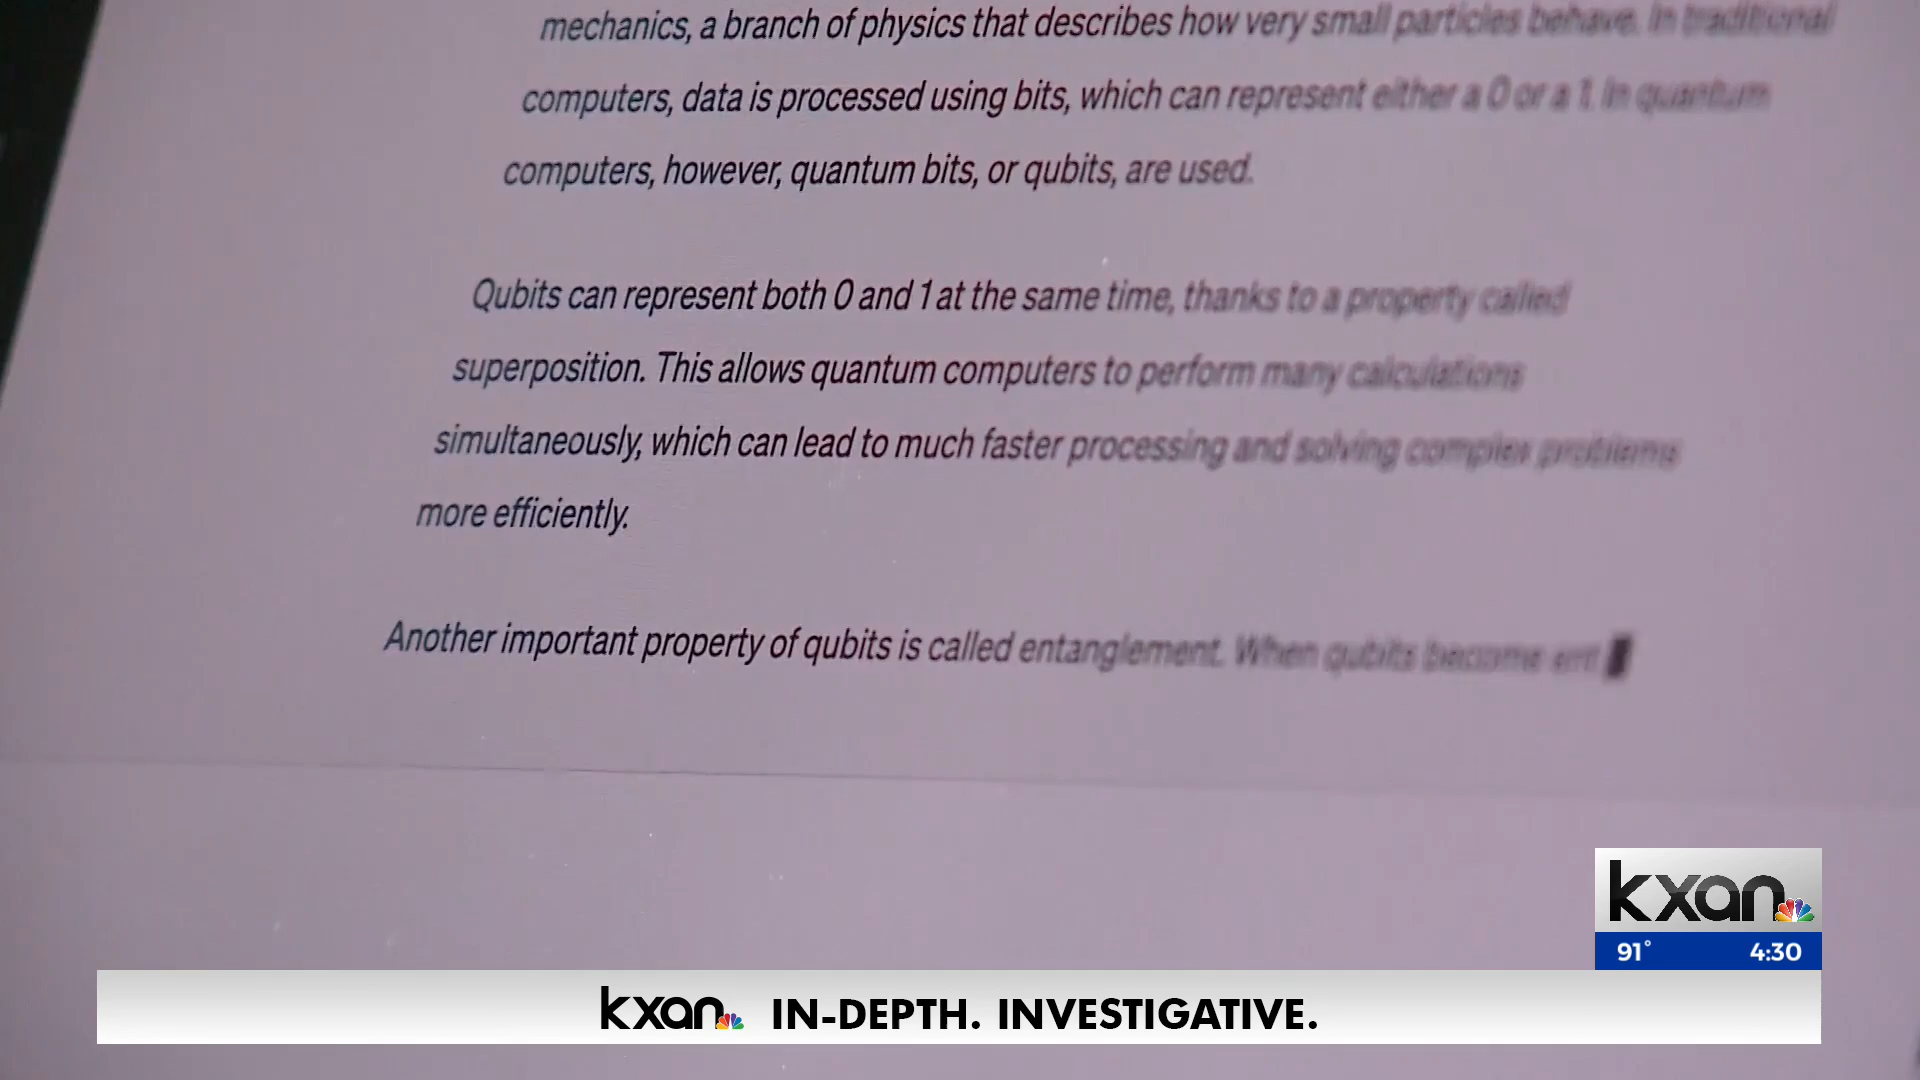 mechanics, a branch of physics that describes how very small particles behave. In traditional
computers, data is processed using bits, which can represent either a 0 or a 1. In quantum
computers, however, quantum bits, or qubits, are used.
Qubits can represent both 0 and 1 at the same time, thanks to a property called
superposition. This allows quantum computers to perform many calculations
simultaneously, which can lead to much faster processing and solving complex problems
more efficiently.
Another important property of qubits is called entanglement. When qubits become ent
kxan
91° 4:30
kxan IN-DEPTH. INVESTIGATIVE.